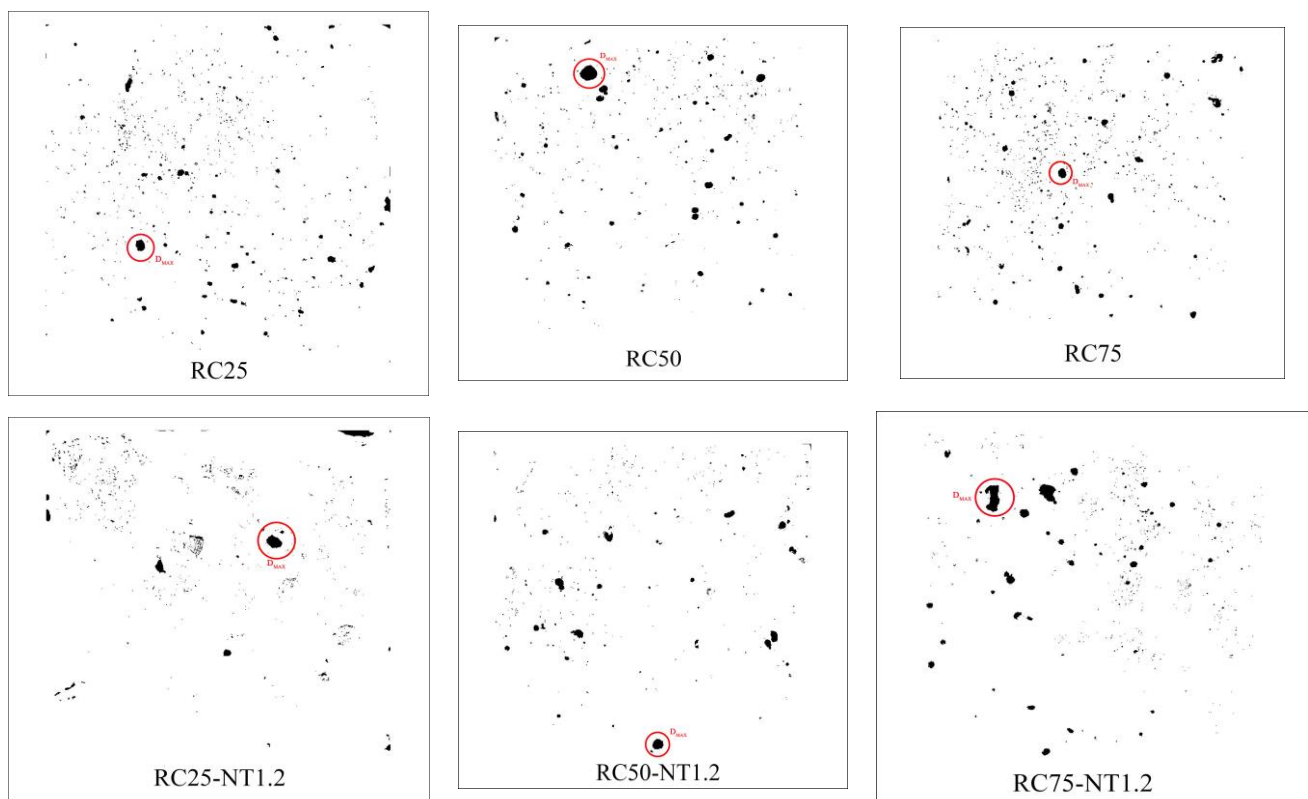 D_MAX
RC25
D_MAX
RC50
D_MAX
RC75
D_MAX
RC25-NT1.2
D_MAX
RC50-NT1.2
D_MAX
RC75-NT1.2